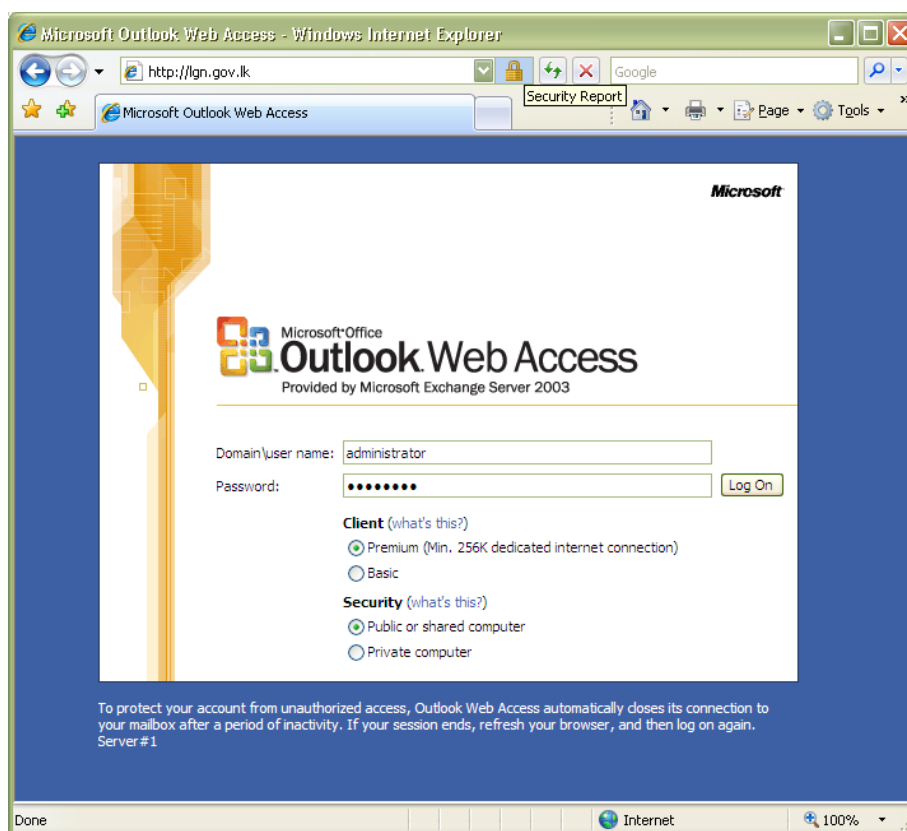 Microsoft Outlook Web Access - Windows Internet Explorer
http://lgn.gov.lk
Google
Security Report
Microsoft Outlook Web Access
Page
Tools
»
Microsoft
Microsoft Office
Outlook Web Access
Provided by Microsoft Exchange Server 2003
Domain\user name: administrator
Password: ●●●●●●●● Log On
Client (what's this?)
Premium (Min. 256K dedicated internet connection)
Basic
Security (what's this?)
Public or shared computer
Private computer
To protect your account from unauthorized access, Outlook Web Access automatically closes its connection to
your mailbox after a period of inactivity. If your session ends, refresh your browser, and then log on again.
Server#1
Done Internet 100%